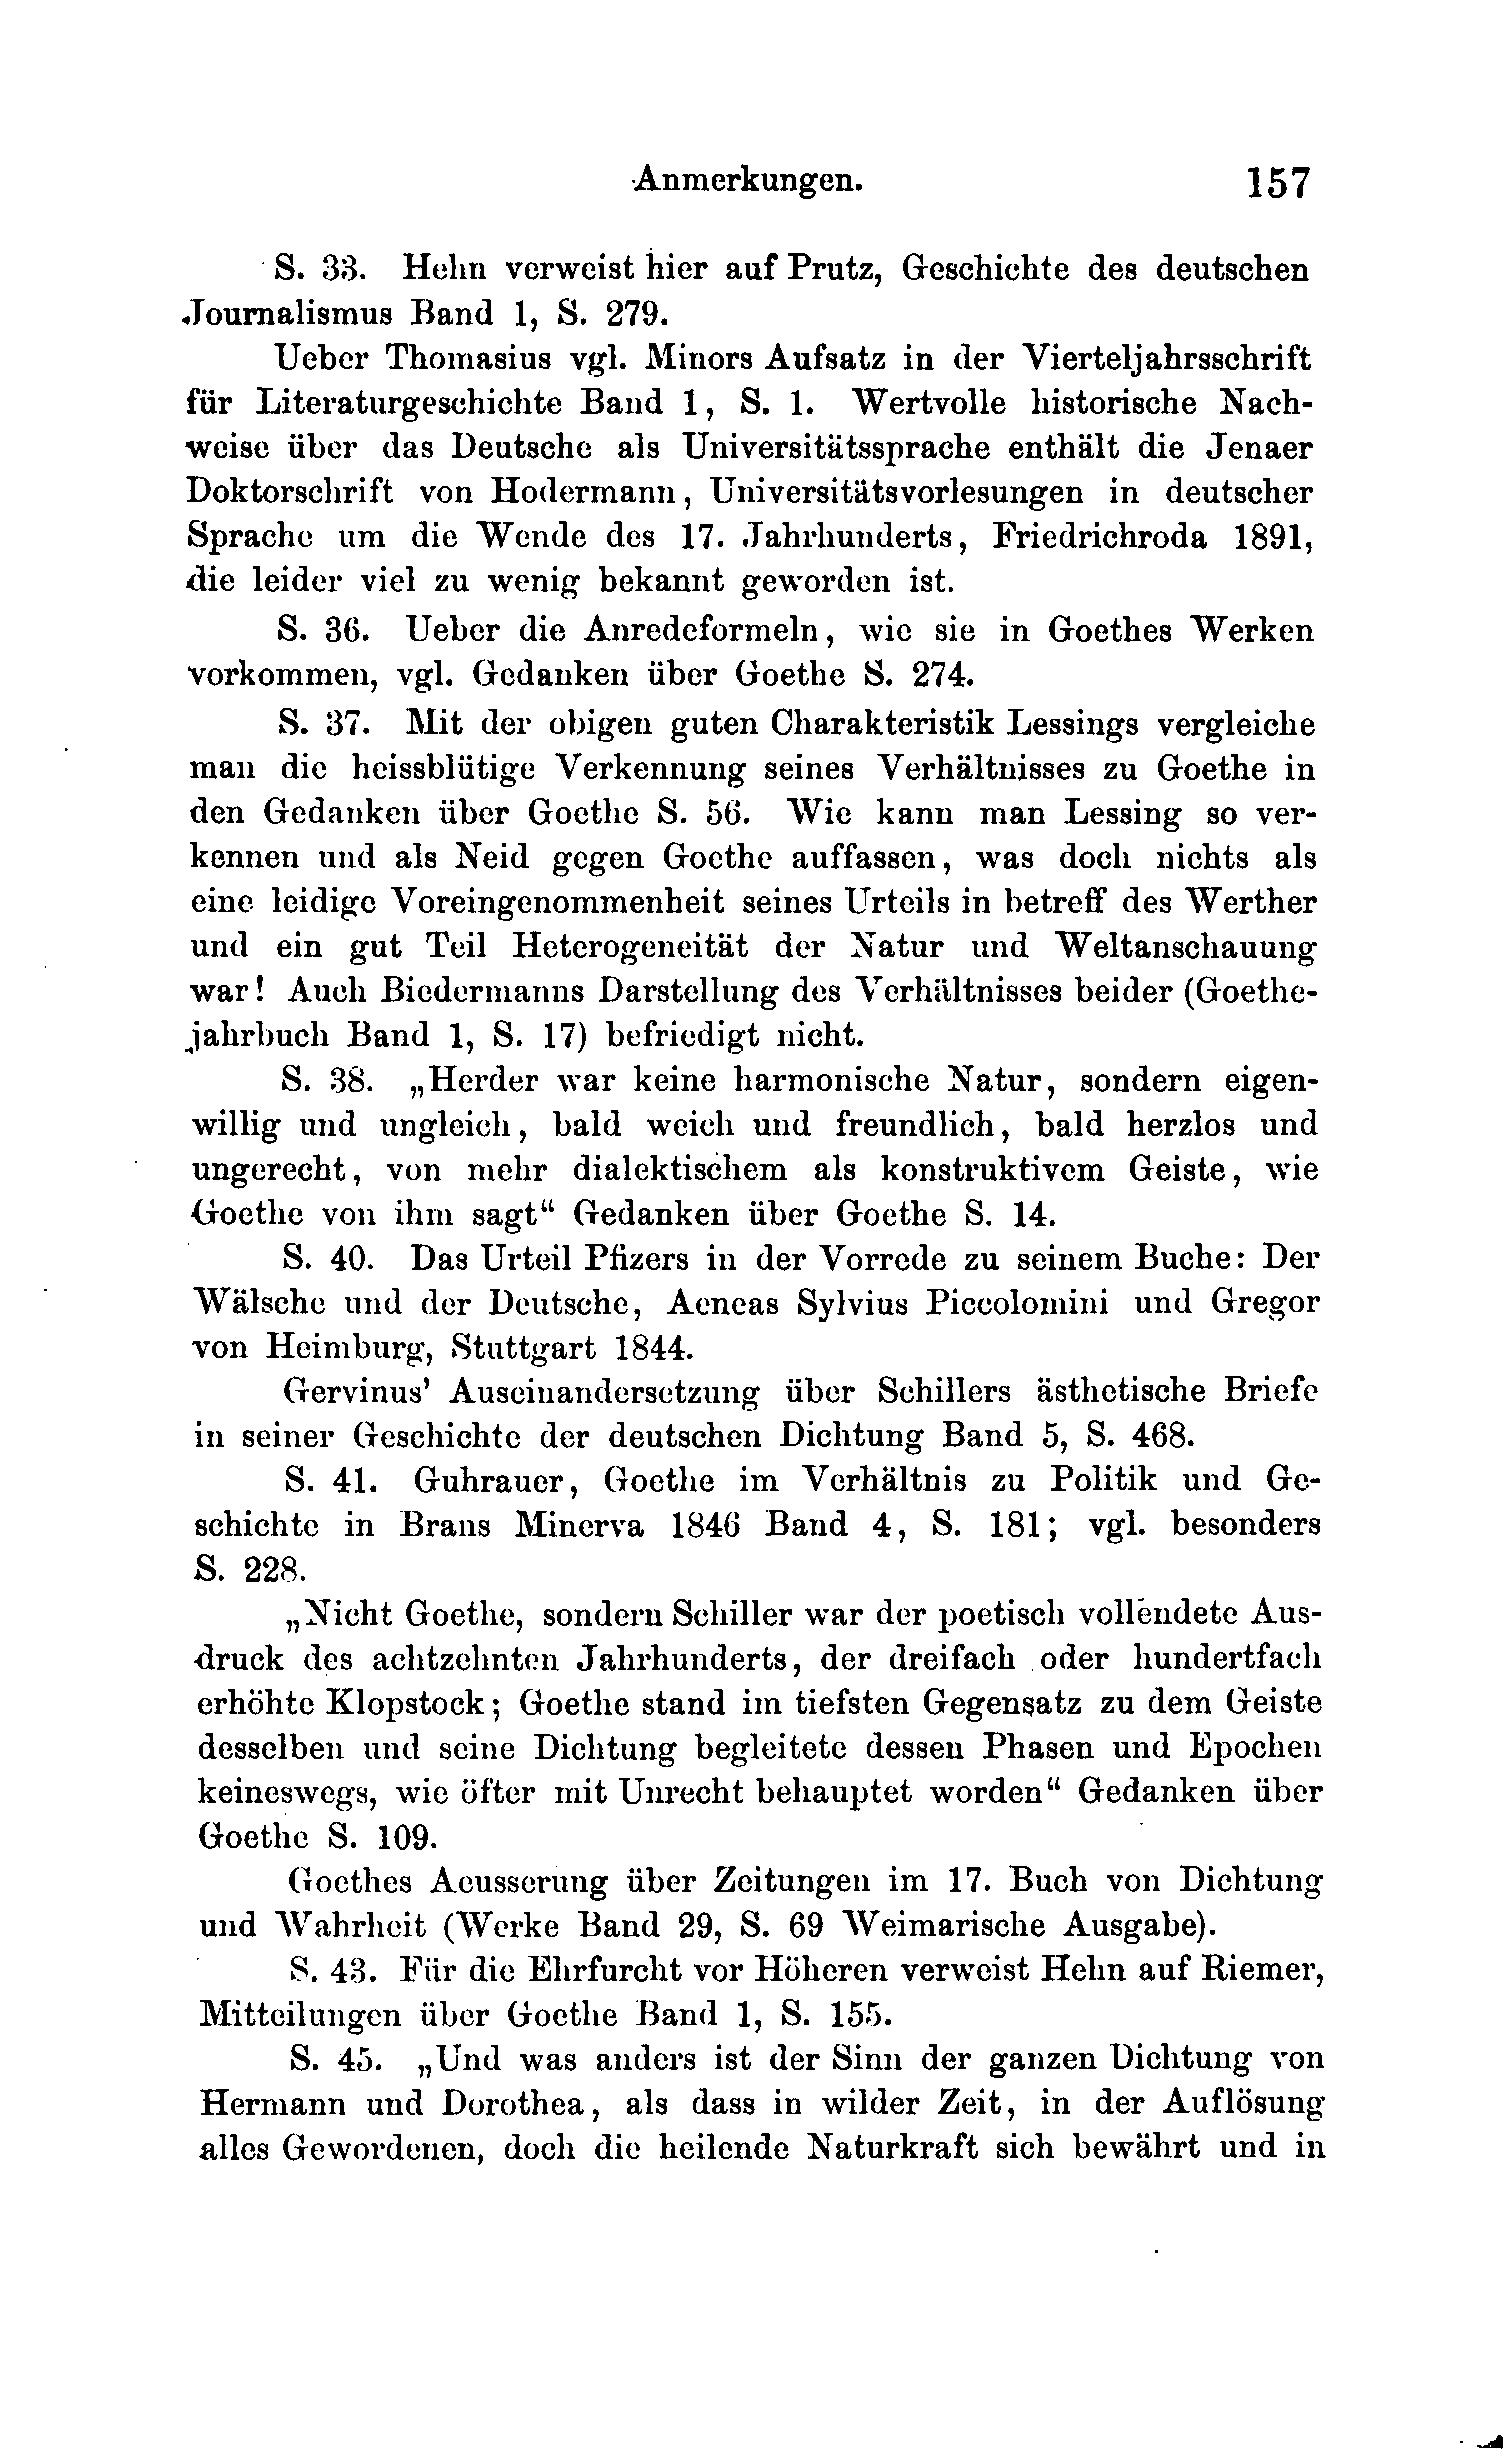 Anmerkungen. 157
S. 33. Hehn verweist hier auf Prutz, Geschichte des deutschen
Journalismus Band 1, S. 279.
Ueber Thomasius vgl. Minors Aufsatz in der Vierteljahrsschrift
für Literaturgeschichte Band 1, S. 1. Wertvolle historische Nach-
weise über das Deutsche als Universitätssprache enthält die Jenaer
Doktorschrift von Hodermann, Universitätsvorlesungen in deutscher
Sprache um die Wende des 17. Jahrhunderts, Friedrichroda 1891,
die leider viel zu wenig bekannt geworden ist.
S. 36. Ueber die Anredeformeln, wie sie in Goethes Werken
vorkommen, vgl. Gedanken über Goethe S. 274.
S. 37. Mit der obigen guten Charakteristik Lessings vergleiche
man die heissblütige Verkennung seines Verhältnisses zu Goethe in
den Gedanken über Goethe S. 56. Wie kann man Lessing so ver-
kennen und als Neid gegen Goethe auffassen, was doch nichts als
eine leidige Voreingenommenheit seines Urteils in betreff des Werther
und ein gut Teil Heterogeneität der Natur und Weltanschauung
war! Auch Biedermanns Darstellung des Verhältnisses beider (Goethe-
jahrbuch Band 1, S. 17) befriedigt nicht.
S. 38. „Herder war keine harmonische Natur, sondern eigen-
willig und ungleich, bald weich und freundlich, bald herzlos und
ungerecht, von mehr dialektischem als konstruktivem Geiste, wie
Goethe von ihm sagt“ Gedanken über Goethe S. 14.
S. 40. Das Urteil Pfizers in der Vorrede zu seinem Buche: Der
Wälsche und der Deutsche, Aeneas Sylvius Piccolomini und Gregor
von Heimburg, Stuttgart 1844.
Gervinus' Auseinandersetzung über Schillers ästhetische Briefe
in seiner Geschichte der deutschen Dichtung Band 5, S. 468.
S. 41. Guhrauer, Goethe im Verhältnis zu Politik und Ge-
schichte in Brans Minerva 1846 Band 4, S. 181; vgl. besonders
S. 228.
„Nicht Goethe, sondern Schiller war der poetisch vollendete Aus-
druck des achtzehnten Jahrhunderts, der dreifach oder hundertfach
erhöhte Klopstock; Goethe stand im tiefsten Gegensatz zu dem Geiste
desselben und seine Dichtung begleitete dessen Phasen und Epochen
keineswegs, wie öfter mit Unrecht behauptet worden“ Gedanken über
Goethe S. 109.
Goethes Aeusserung über Zeitungen im 17. Buch von Dichtung
und Wahrheit (Werke Band 29, S. 69 Weimarische Ausgabe).
S. 43. Für die Ehrfurcht vor Höheren verweist Hehn auf Riemer,
Mitteilungen über Goethe Band 1, S. 155.
S. 45. „Und was anders ist der Sinn der ganzen Dichtung von
Hermann und Dorothea, als dass in wilder Zeit, in der Auflösung
alles Gewordenen, doch die heilende Naturkraft sich bewährt und in